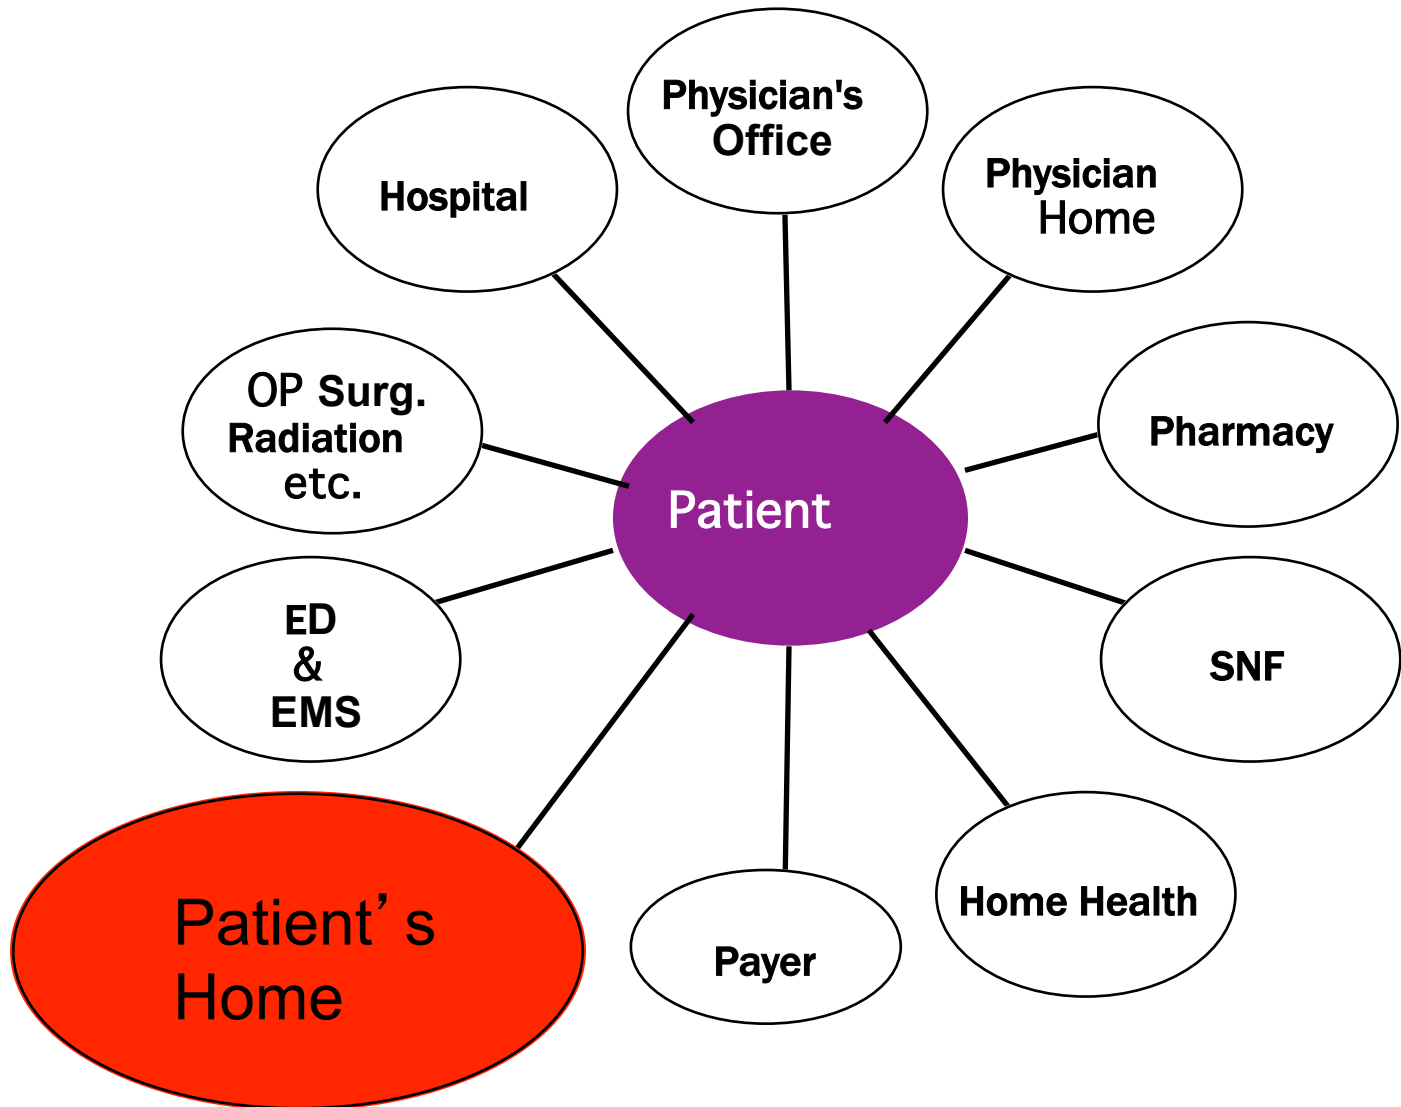 Physician's
Office
Hospital
Physician
Home
OP Surg.
Radiation
etc.
Pharmacy
Patient
ED
&
EMS
SNF
Patient’s
Home
Home Health
Payer